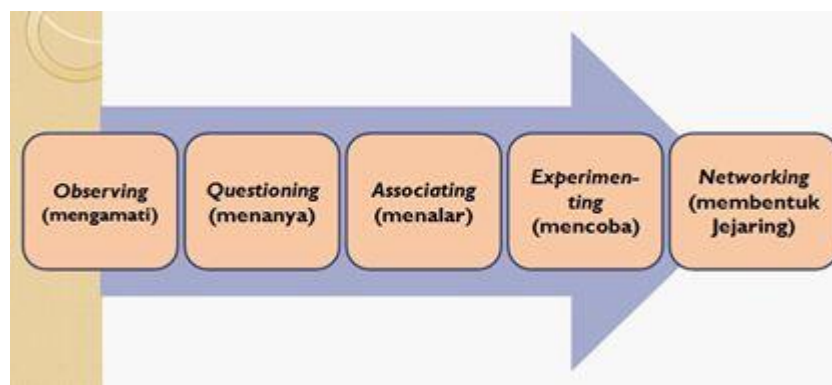 Observing
(mengamati)
Questioning
(menanya)
Associating
(menalar)
Experimen-
ting
(mencoba)
Networking
(membentuk
Jejaring)